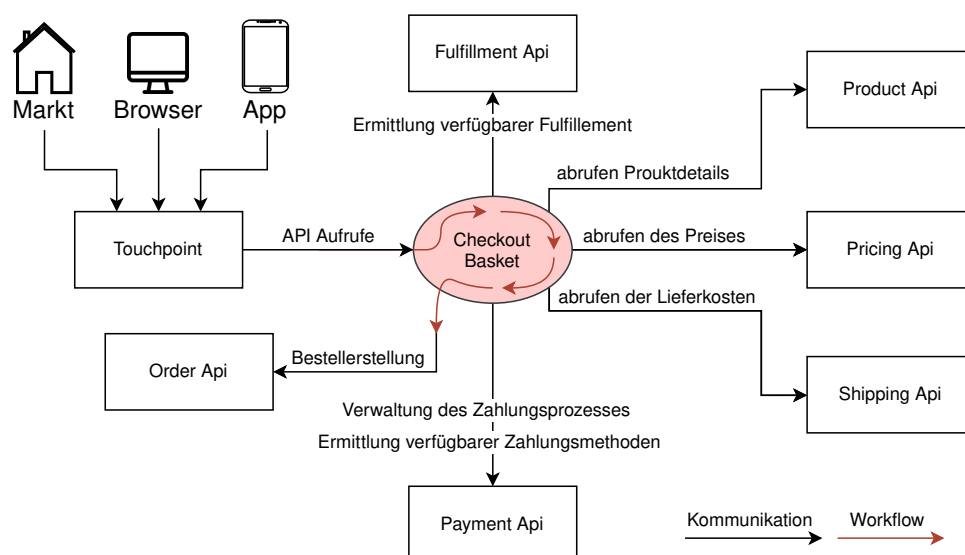 Markt
Browser
App
Fulfillment Api
Product Api
Ermittlung verfügbarer Fulfillement
abrufen Prouktdetails
Touchpoint
API Aufrufe
Checkout
Basket
abrufen des Preises
Pricing Api
abrufen der Lieferkosten
Order Api
Bestellerstellung
Shipping Api
Verwaltung des Zahlungsprozesses
Ermittlung verfügbarer Zahlungsmethoden
Payment Api
Kommunikation
Workflow